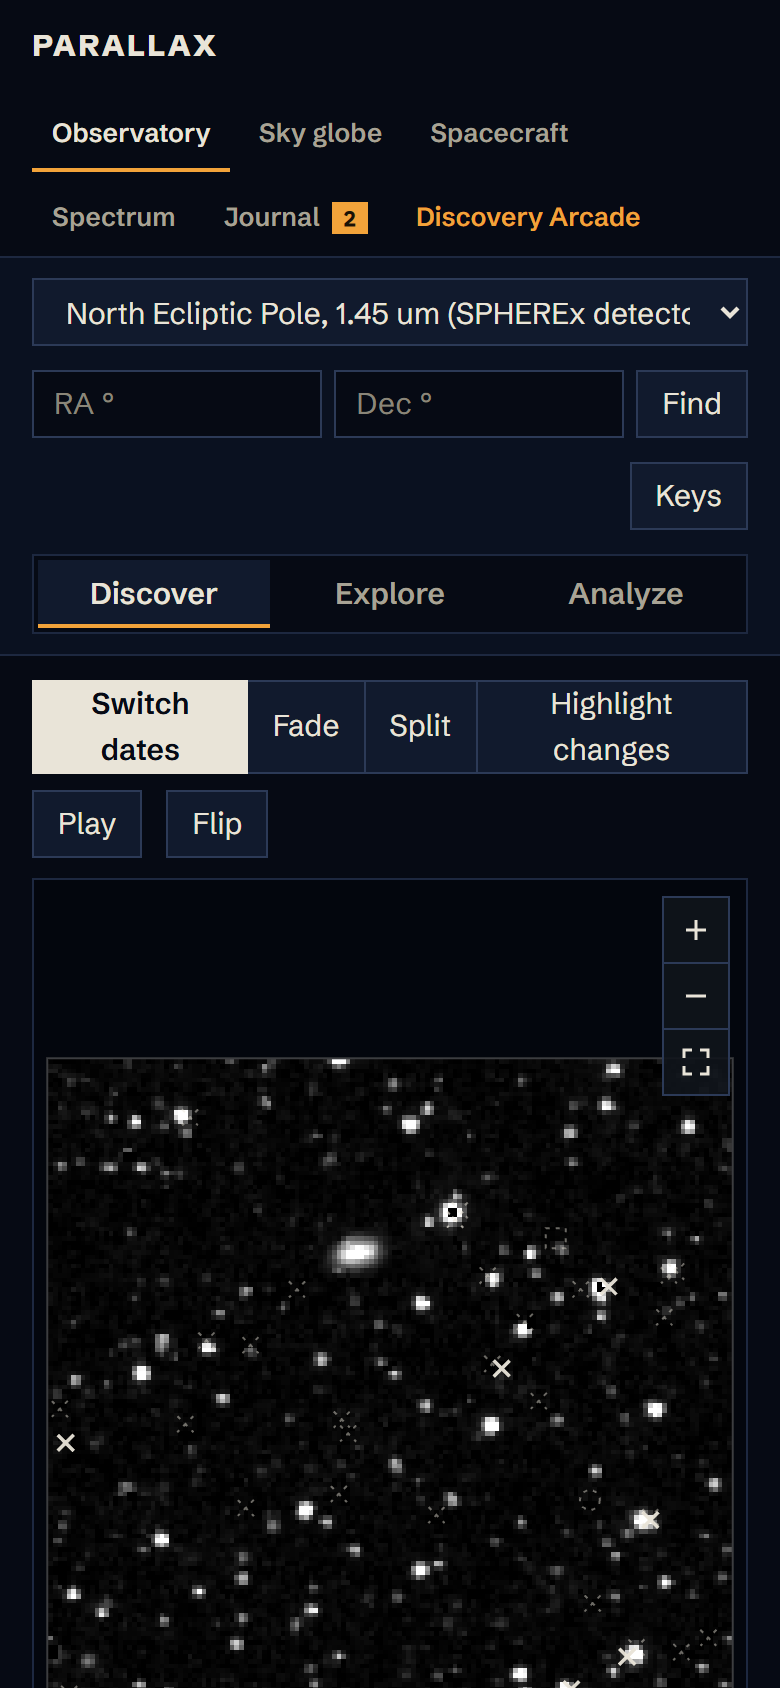 PARALLAX
Observatory Sky globe Spacecraft
Spectrum Journal 2 Discovery Arcade
North Ecliptic Pole, 1.45 um (SPHEREx detectc
RA ° Dec ° Find
Keys
Discover Explore Analyze
Switch dates Fade Split Highlight changes
Play Flip
+
−